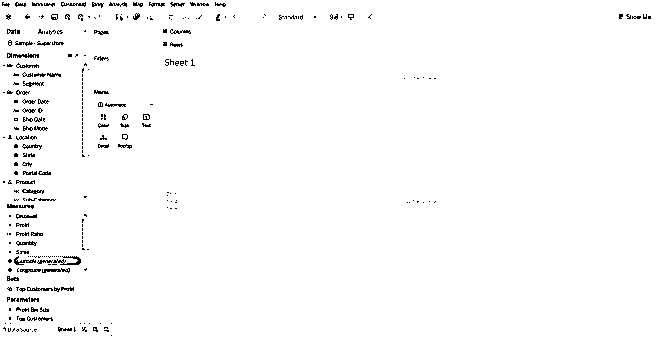 File Data Worksheet Dashboard Story Analysis Map Format Server Window Help
Standard
Show Me
Data Analytics
Sample - Superstore
Dimensions
Customer
Customer Name
Segment
Order
Order Date
Order ID
Ship Date
Ship Mode
Location
Country
State
City
Postal Code
Product
Category
Sub-Category
Measures
Discount
Profit
Profit Ratio
Quantity
Sales
Latitude (generated)
Longitude (generated)
Sets
Top Customers by Profit
Parameters
Profit Bin Size
Top Customers
Data Source
Sheet 1
Pages
Filters
Marks
Automatic
Color Size Text
Detail Tooltip
Columns
Rows
Sheet 1